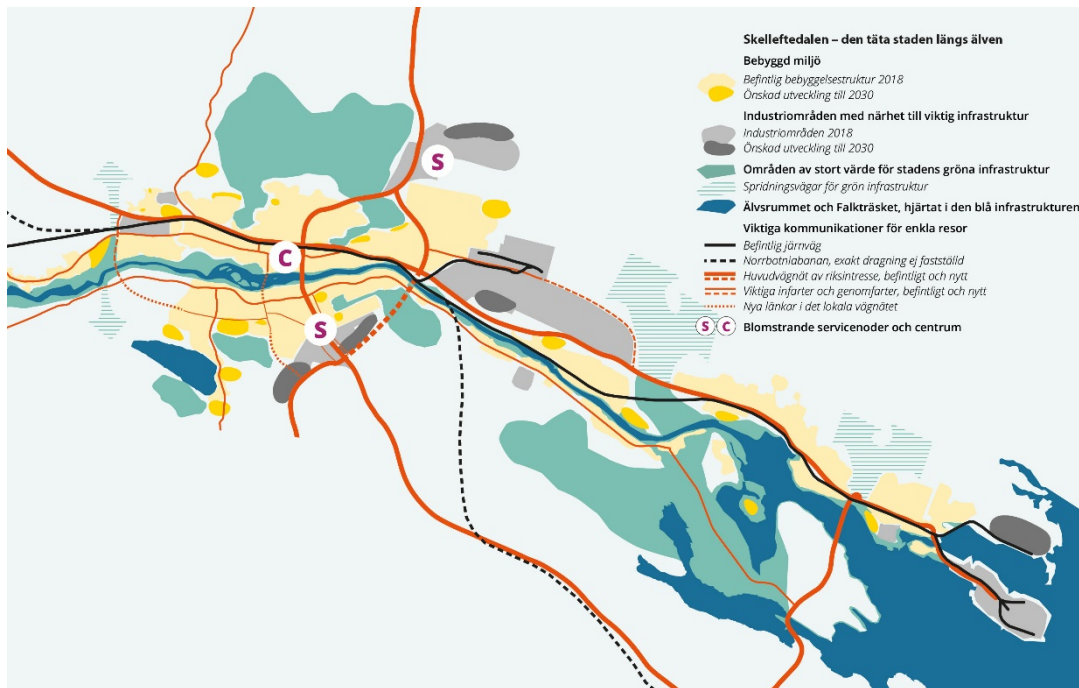 Skelleftedalen – den täta staden längs älven
Bebyggd miljö
Befintlig bebyggelsestruktur 2018
Önskad utveckling till 2030
Industriområden med närhet till viktig infrastruktur
Industriområden 2018
Önskad utveckling till 2030
Områden av stort värde för stadens gröna infrastruktur
Spridningsvägar för grön infrastruktur
Älvsrummet och Falkträsket, hjärtat i den blå infrastrukturen
Viktiga kommunikationer för enkla resor
Befintlig järnväg
Norrbotniabanan, exakt dragning ej fastställd
Huvudvägnät av riksintresse, befintligt och nytt
Viktiga infarter och genomfarter, befintligt och nytt
Nya länkar i det lokala vägnätet
S C Blomstrande servicenoder och centrum
S
C
S